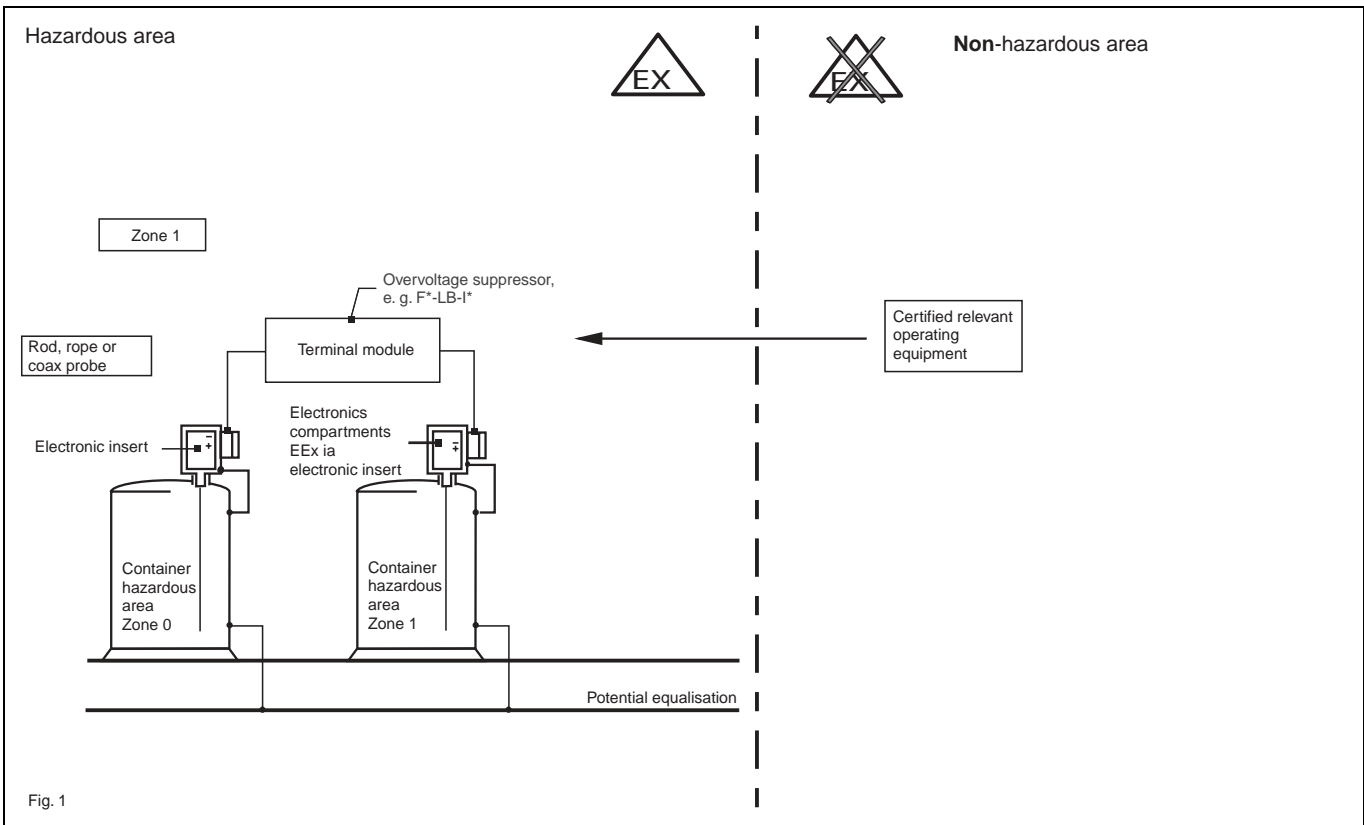 Hazardous area
EX
EX
Non-hazardous area
Zone 1
Overvoltage suppressor,
e. g. F*-LB-I*
Terminal module
Certified relevant
operating
equipment
Rod, rope or
coax probe
Electronic insert
–
+
Electronics
compartments
EEx ia
electronic insert
–
+
Container
hazardous
area
Zone 0
Container
hazardous
area
Zone 1
Potential equalisation
Fig. 1